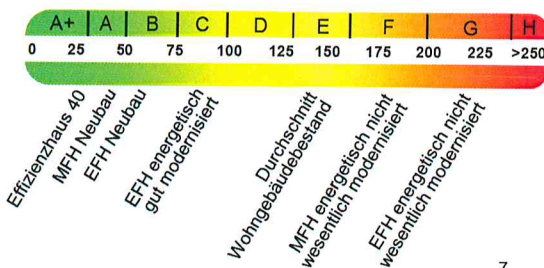 A+ A B C D E F G H
0 25 50 75 100 125 150 175 200 225 >250
Effizienzhaus 40
MFH Neubau
EFH Neubau
EFH energetisch
gut modernisiert
Durchschnitt
Wohngebäudebestand
MFH energetisch nicht
wesentlich modernisiert
EFH energetisch nicht
wesentlich modernisiert
7